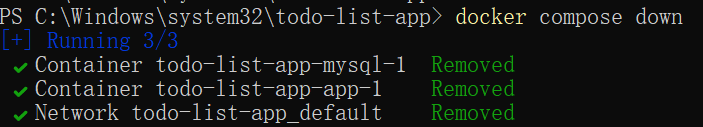 PS C:\Windows\system32\todo-list-app> docker compose down
[+] Running 3/3
✔ Container todo-list-app-mysql-1 Removed
✔ Container todo-list-app-app-1 Removed
✔ Network todo-list-app_default Removed